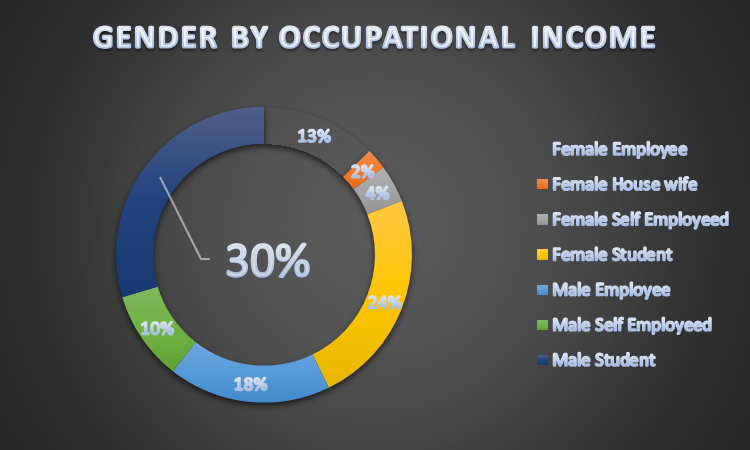 GENDER BY OCCUPATIONAL INCOME
13%
2%
4%
24%
18%
10%
30%
Female Employee
Female House wife
Female Self Employeed
Female Student
Male Employee
Male Self Employeed
Male Student